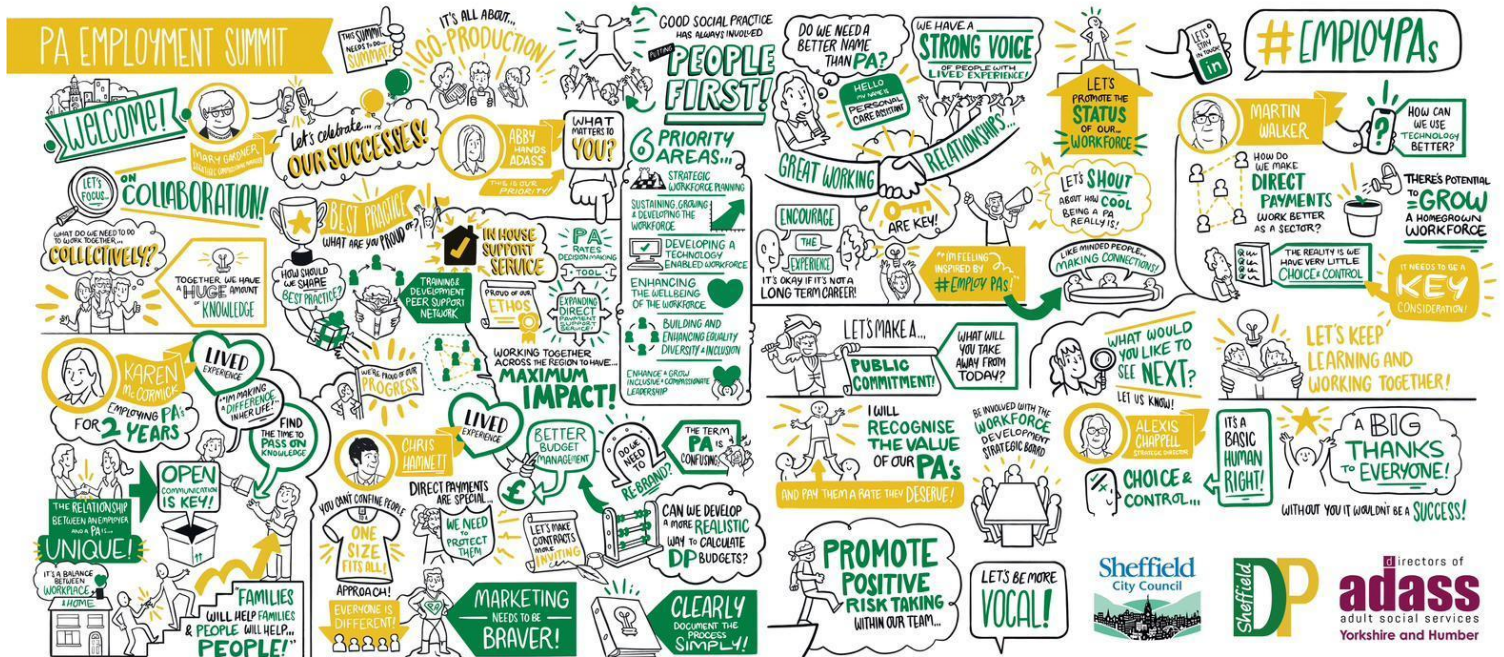 PA EMPLOYMENT SUMMIT
THIS SUMMIT
NEEDS TO DO...
SUMMAT!
IT'S ALL ABOUT...
CO-PRODUCTION!
WELCOME!
MARY GARDNER
LET'S
FOCUS...
ON
COLLABORATION!
Let's celebrate...
OUR SUCCESSES!
ABBY
HANDS
ADASS
THIS IS OUR
PRIORITY!
WHAT
MATTERS TO
YOU?
WHAT DO WE NEED TO DO
TO WORK TOGETHER...
COLLECTIVELY?
TOGETHER WE HAVE
A HUGE AMOUNT
OF KNOWLEDGE
BEST PRACTICE
WHAT ARE YOU PROUD OF?
HOW SHOULD
WE SHARE
BEST PRACTICE?
TRAINING &
DEVELOPMENT
PEER SUPPORT
NETWORK
IN HOUSE
SUPPORT
SERVICE
PROUD OF OUR
ETHOS
PA
RATES
DECISION MAKING
TOOL
EXPANDING
DIRECT
PAYMENT
SUPPORT
SERVICE!
WE'RE PROUD OF OUR
PROGRESS
WORKING TOGETHER
ACROSS THE REGION TO HAVE...
MAXIMUM
IMPACT!
GOOD SOCIAL PRACTICE
HAS ALWAYS INVOLVED
PUTTING
PEOPLE
FIRST!
6 PRIORITY
AREAS...
STRATEGIC
WORKFORCE PLANNING
SUSTAINING, GROWING
& DEVELOPING THE
WORKFORCE
DEVELOPING A
TECHNOLOGY
ENABLED WORKFORCE
ENHANCING
THE WELLBEING
OF THE WORKFORCE
BUILDING AND
ENHANCING EQUALITY
DIVERSITY & INCLUSION
ENHANCE & GROW
INCLUSIVE & COMPASSIONATE
LEADERSHIP
KAREN
McCORMICK
EMPLOYING PA's
FOR 2 YEARS
LIVED
EXPERIENCE
"I'M MAKING
A DIFFERENCE
IN HER LIFE!"
FIND
THE TIME TO
PASS ON
KNOWLEDGE
THE RELATIONSHIP
BETWEEN AN EMPLOYER
AND A PA IS...
UNIQUE!
OPEN
COMMUNICATION
IS KEY!
IT'S A BALANCE
BETWEEN
WORKPLACE
& HOME
"FAMILIES
WILL HELP FAMILIES
& PEOPLE WILL HELP...
PEOPLE!"
CHRIS
HAMNETT
LIVED
EXPERIENCE
YOU CAN'T CONFINE PEOPLE
ONE
SIZE
FITS ALL!
APPROACH!
EVERYONE IS
DIFFERENT!
DIRECT PAYMENTS
ARE SPECIAL...
WE NEED
TO
PROTECT
THEM
BETTER
BUDGET
MANAGEMENT
£
LET'S MAKE
CONTRACTS
MORE
INVITING
DO WE
NEED
TO
RE-BRAND?
THE TERM
PA IS
CONFUSING
CAN WE DEVELOP
A MORE REALISTIC
WAY TO CALCULATE
DP BUDGETS?
MARKETING
NEEDS TO BE
BRAVER!
CLEARLY
DOCUMENT THE
PROCESS
SIMPLY!
DO WE NEED A
BETTER NAME
THAN PA?
HELLO
MY NAME IS
PERSONAL
CARE ASSISTANT
WE HAVE A
STRONG VOICE
OF PEOPLE WITH
LIVED EXPERIENCE!
GREAT WORKING
RELATIONSHIPS...
ARE KEY!
ENCOURAGE
THE
EXPERIENCE
IT'S OKAY IF IT'S NOT A
LONG TERM CAREER!
"I'M FEELING
INSPIRED BY
#EMPLOY PAs!
LET'S
PROMOTE THE
STATUS
OF OUR...
WORKFORCE
LET'S SHOUT
ABOUT HOW COOL
BEING A PA
REALLY IS!
LIKE MINDED PEOPLE...
MAKING CONNECTIONS!
LET'S
STAY
IN TOUCH!
in
#EMPLOYPAs
MARTIN
WALKER
?
HOW CAN
WE USE
TECHNOLOGY
BETTER?
HOW DO
WE MAKE
DIRECT
PAYMENTS
WORK BETTER
AS A SECTOR?
THERE'S POTENTIAL
TO GROW
A HOMEGROWN
WORKFORCE
THE REALITY IS WE
HAVE VERY LITTLE
CHOICE & CONTROL
IT NEEDS TO BE A
KEY
CONSIDERATION!
LET'S MAKE A...
PUBLIC
COMMITMENT!
WHAT WILL
YOU TAKE
AWAY FROM
TODAY?
WHAT WOULD
YOU LIKE TO
SEE NEXT?
LET US KNOW!
LET'S KEEP
LEARNING AND
WORKING TOGETHER!
I WILL
RECOGNISE
THE VALUE
OF OUR PA's
AND PAY THEM A RATE THEY DESERVE!
BE INVOLVED WITH THE
WORKFORCE
DEVELOPMENT
STRATEGIC BOARD
ALEXIS
CHAPPELL
STRATEGIC DIRECTOR
CHOICE &
CONTROL...
IT'S A
BASIC
HUMAN
RIGHT!
A BIG
THANKS
TO EVERYONE!
WITHOUT YOU IT WOULDN'T BE A SUCCESS!
PROMOTE
POSITIVE
RISK TAKING
WITHIN OUR TEAM...
LET'S BE MORE
VOCAL!
Sheffield
City Council
Sheffield
DP
directors of
adass
adult social services
Yorkshire and Humber